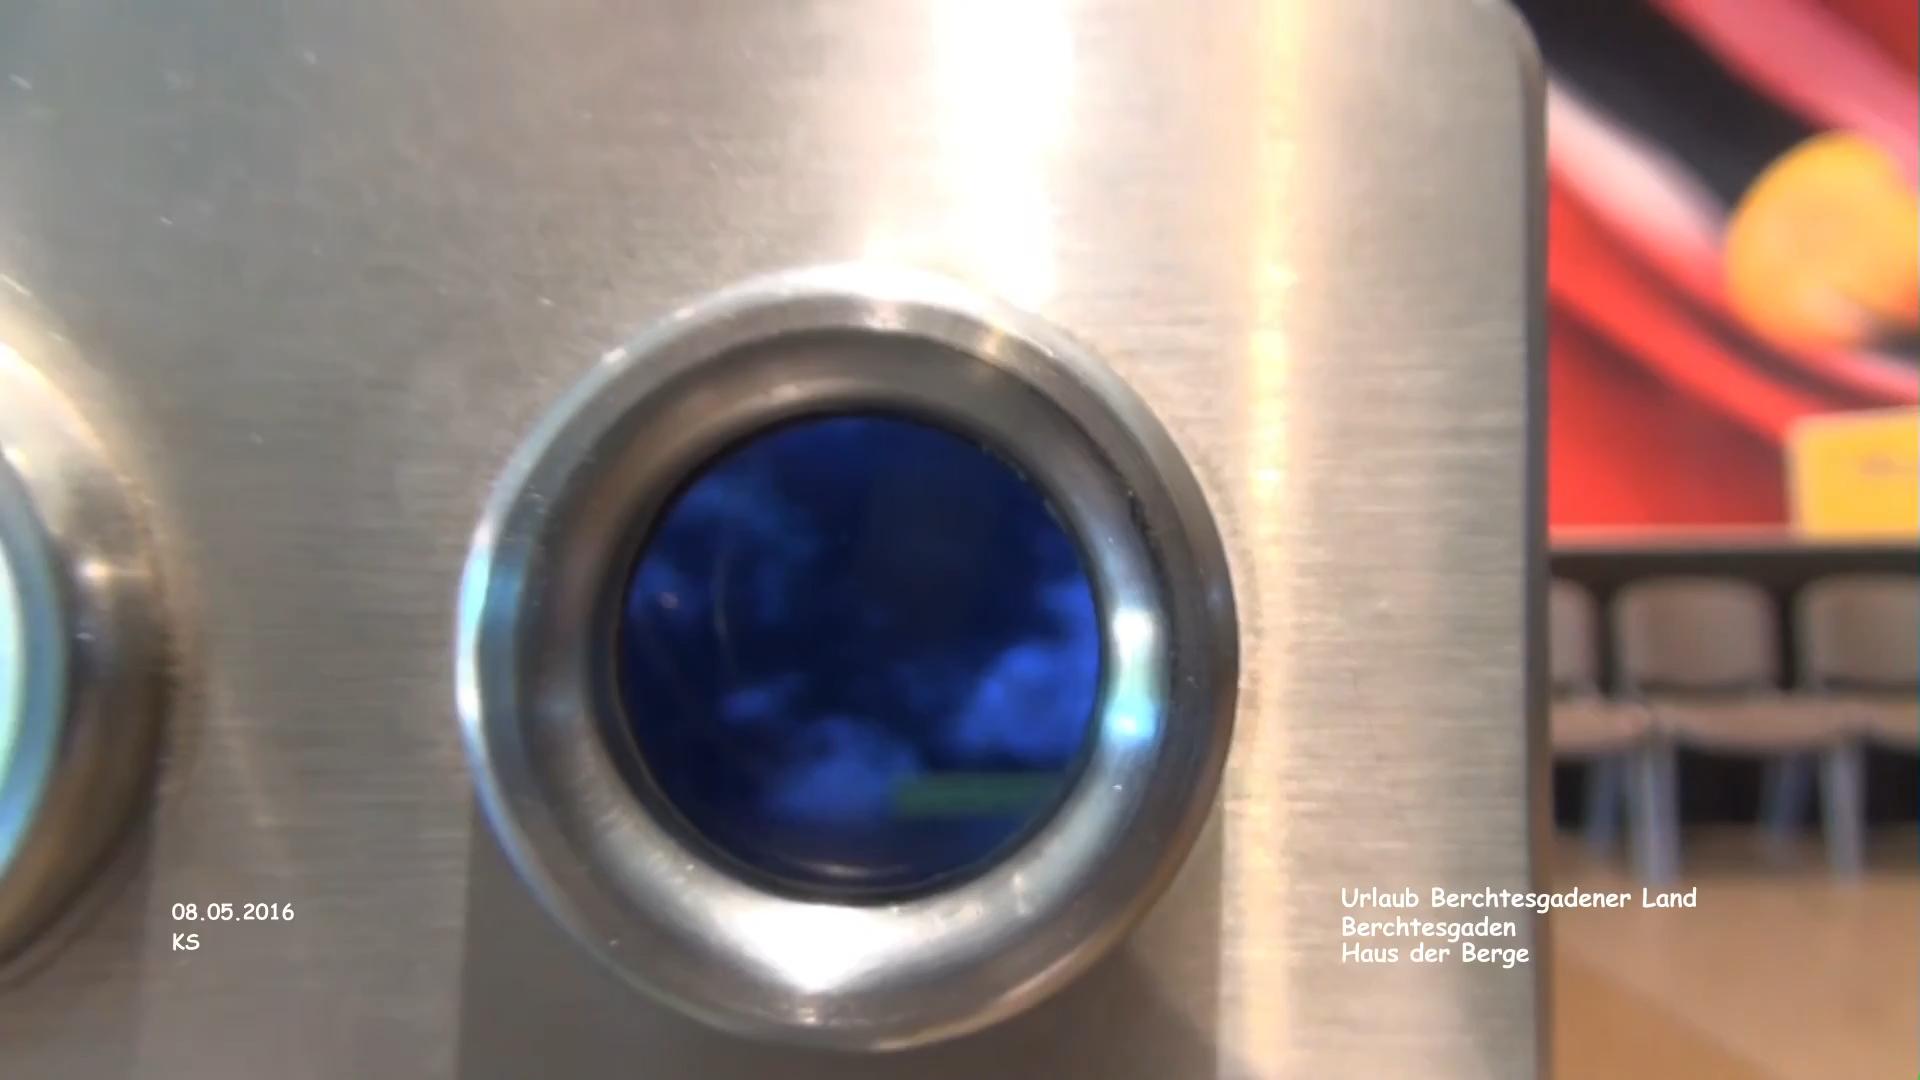 08.05.2016
KS
Urlaub Berchtesgadener Land
Berchtesgaden
Haus der Berge